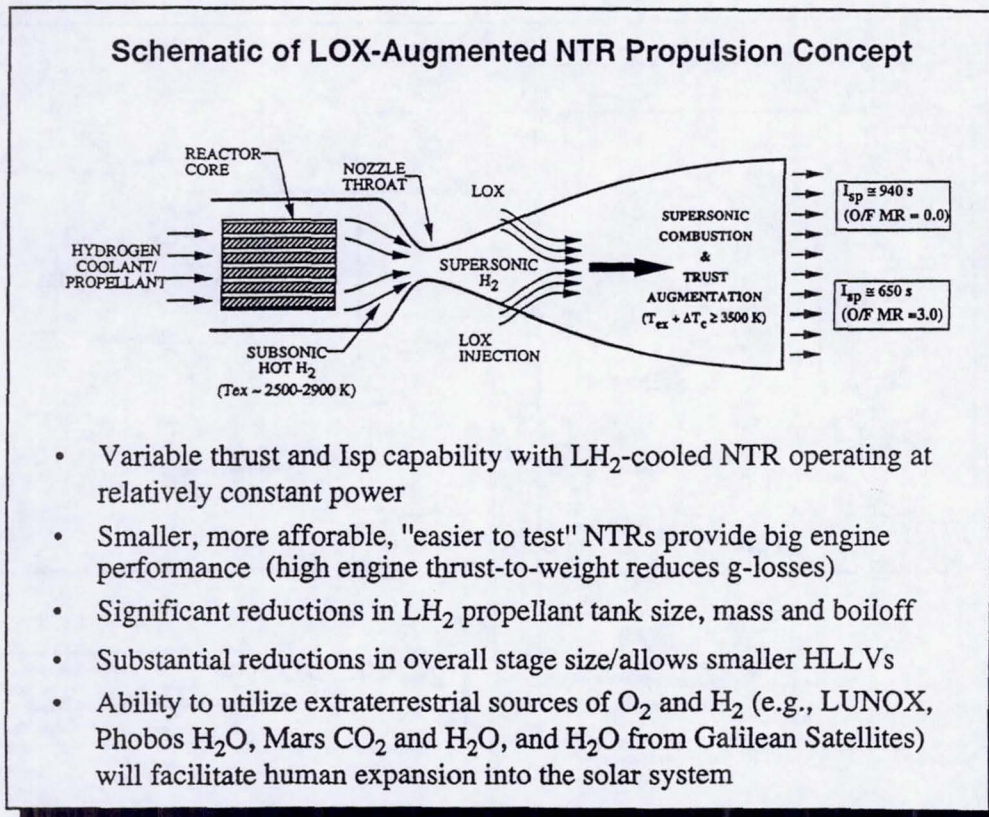 Schematic of LOX-Augmented NTR Propulsion Concept
REACTOR
CORE
NOZZLE
THROAT
LOX
HYDROGEN
COOLANT/
PROPELLANT
SUPERSONIC
H₂
SUBSONIC
HOT H₂
(Tex ~ 2500-2900 K)
LOX
INJECTION
SUPERSONIC
COMBUSTION
&
TRUST
AUGMENTATION
(T_ex + ΔT_c ≥ 3500 K)
I_sp ≅ 940 s
(O/F MR = 0.0)
I_sp ≅ 650 s
(O/F MR =3.0)
• Variable thrust and Isp capability with LH₂-cooled NTR operating at
relatively constant power
• Smaller, more afforable, "easier to test" NTRs provide big engine
performance (high engine thrust-to-weight reduces g-losses)
• Significant reductions in LH₂ propellant tank size, mass and boiloff
• Substantial reductions in overall stage size/allows smaller HLLVs
• Ability to utilize extraterrestrial sources of O₂ and H₂ (e.g., LUNOX,
Phobos H₂O, Mars CO₂ and H₂O, and H₂O from Galilean Satellites)
will facilitate human expansion into the solar system